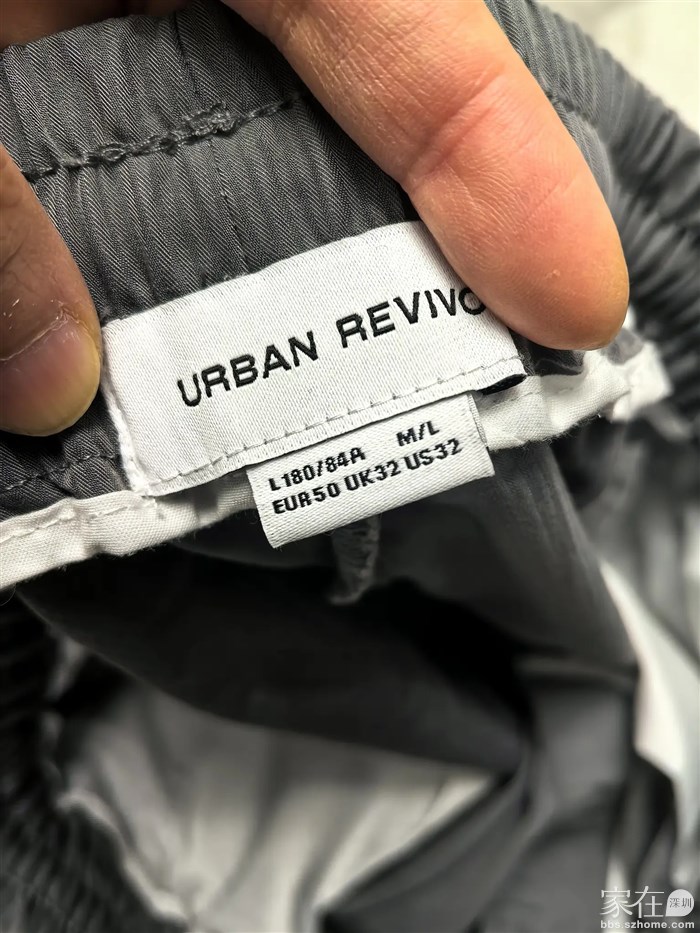 URBAN REVIVO
L180/84A M/L
EUR50 UK32 US32
家在 深圳
bbs.szhome.com